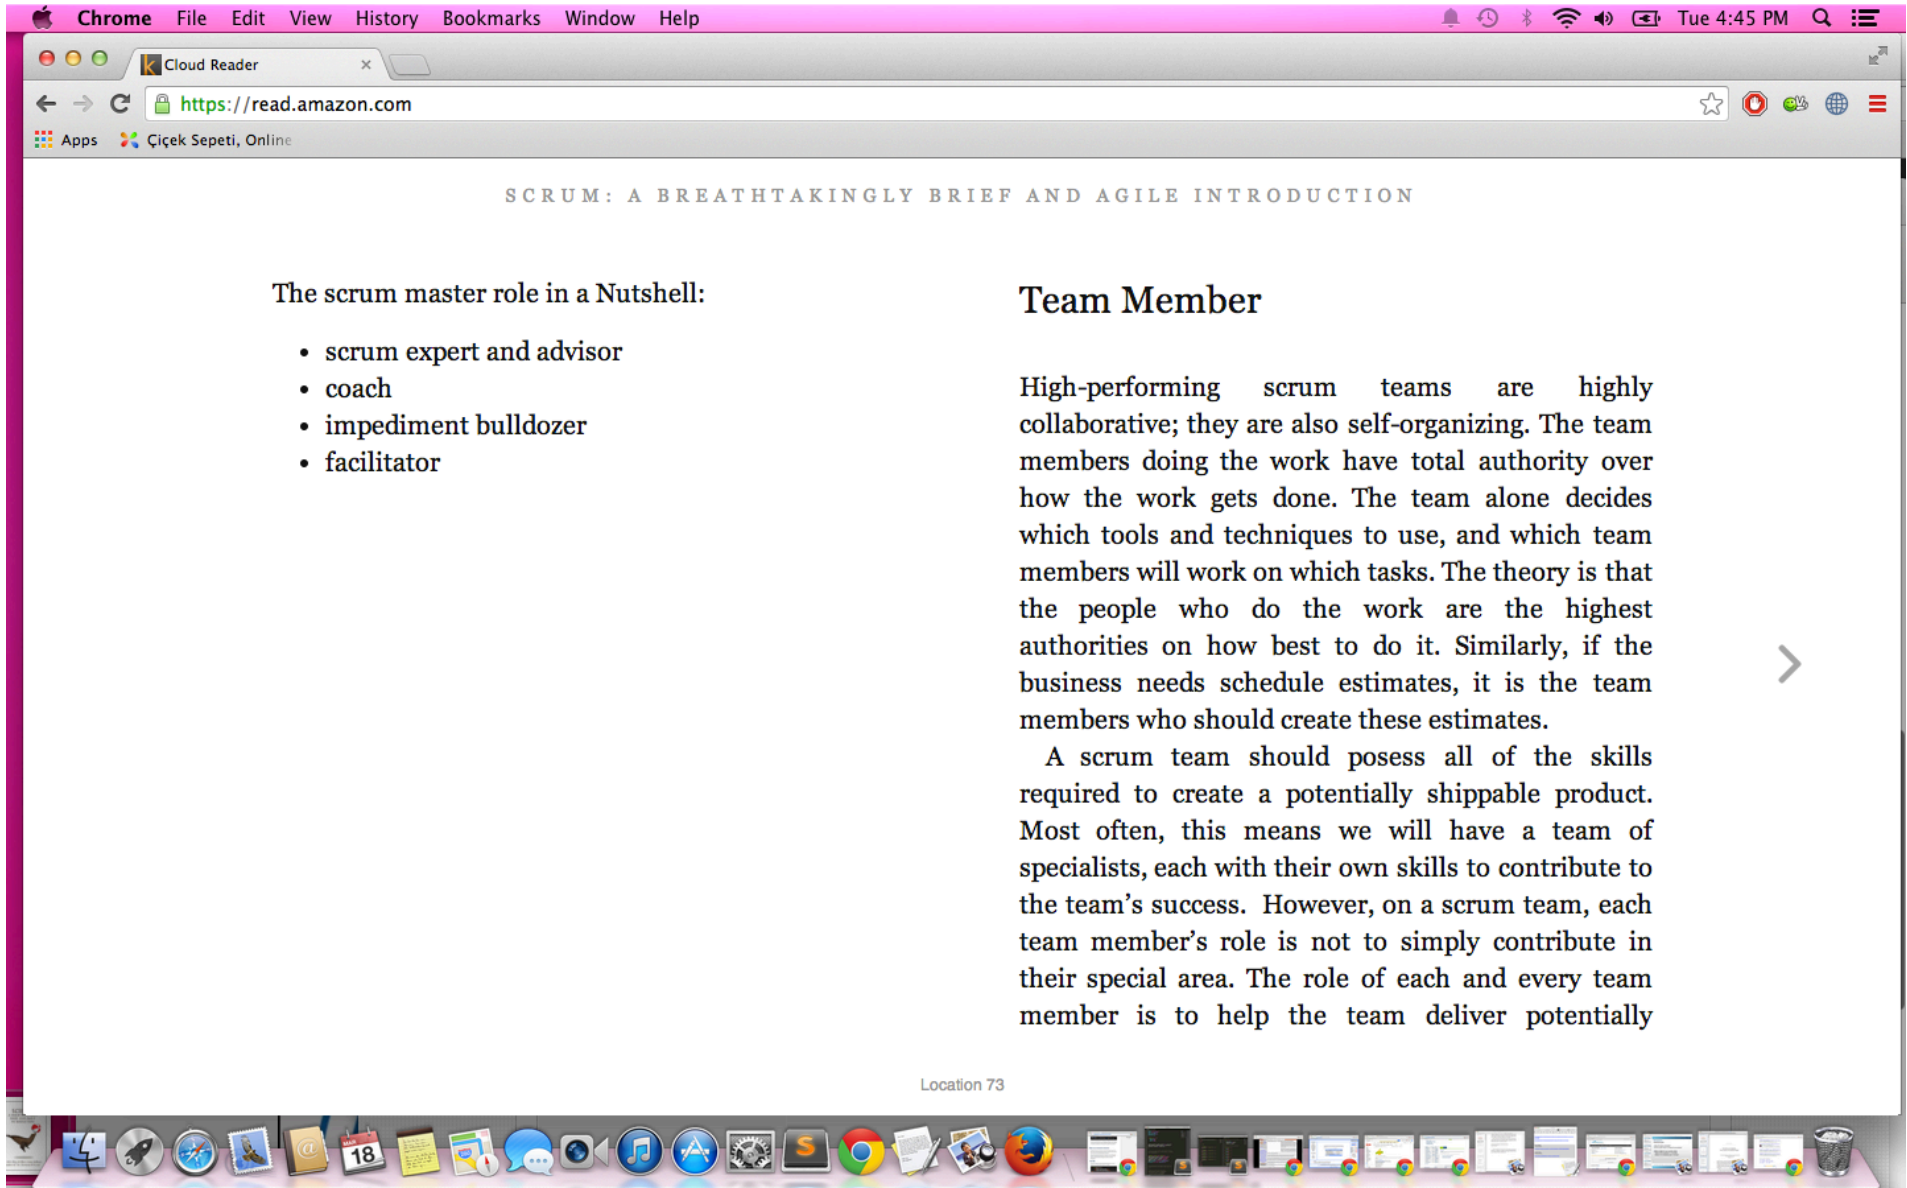 Chrome File Edit View History Bookmarks Window Help Tue 4:45 PM
Cloud Reader
https://read.amazon.com
Apps Çiçek Sepeti, Online
SCRUM: A BREATHTAKINGLY BRIEF AND AGILE INTRODUCTION
The scrum master role in a Nutshell:
• scrum expert and advisor
• coach
• impediment bulldozer
• facilitator
Team Member
High-performing scrum teams are highly
collaborative; they are also self-organizing. The team
members doing the work have total authority over
how the work gets done. The team alone decides
which tools and techniques to use, and which team
members will work on which tasks. The theory is that
the people who do the work are the highest
authorities on how best to do it. Similarly, if the
business needs schedule estimates, it is the team
members who should create these estimates.
A scrum team should posess all of the skills
required to create a potentially shippable product.
Most often, this means we will have a team of
specialists, each with their own skills to contribute to
the team’s success. However, on a scrum team, each
team member’s role is not to simply contribute in
their special area. The role of each and every team
member is to help the team deliver potentially
Location 73
MAR
18